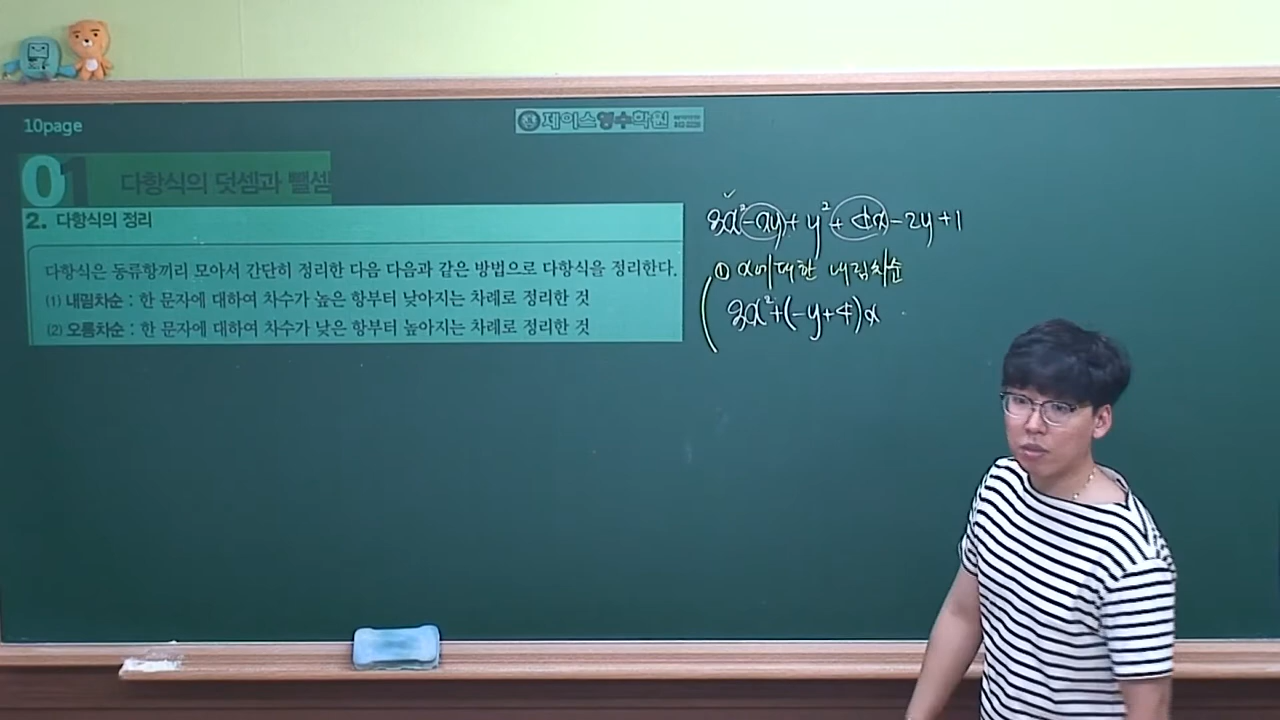 10page
제이스영수학원
01 다항식의 덧셈과 뺄셈
2. 다항식의 정리
다항식은 동류항끼리 모아서 간단히 정리한 다음 다음과 같은 방법으로 다항식을 정리한다.
(1) 내림차순 : 한 문자에 대하여 차수가 높은 항부터 낮아지는 차례로 정리한 것
(2) 오름차순 : 한 문자에 대하여 차수가 낮은 항부터 높아지는 차례로 정리한 것
3x²-xy+y²+4x-2y+1
① x에 대한 내림차순
3x²+(-y+4)x